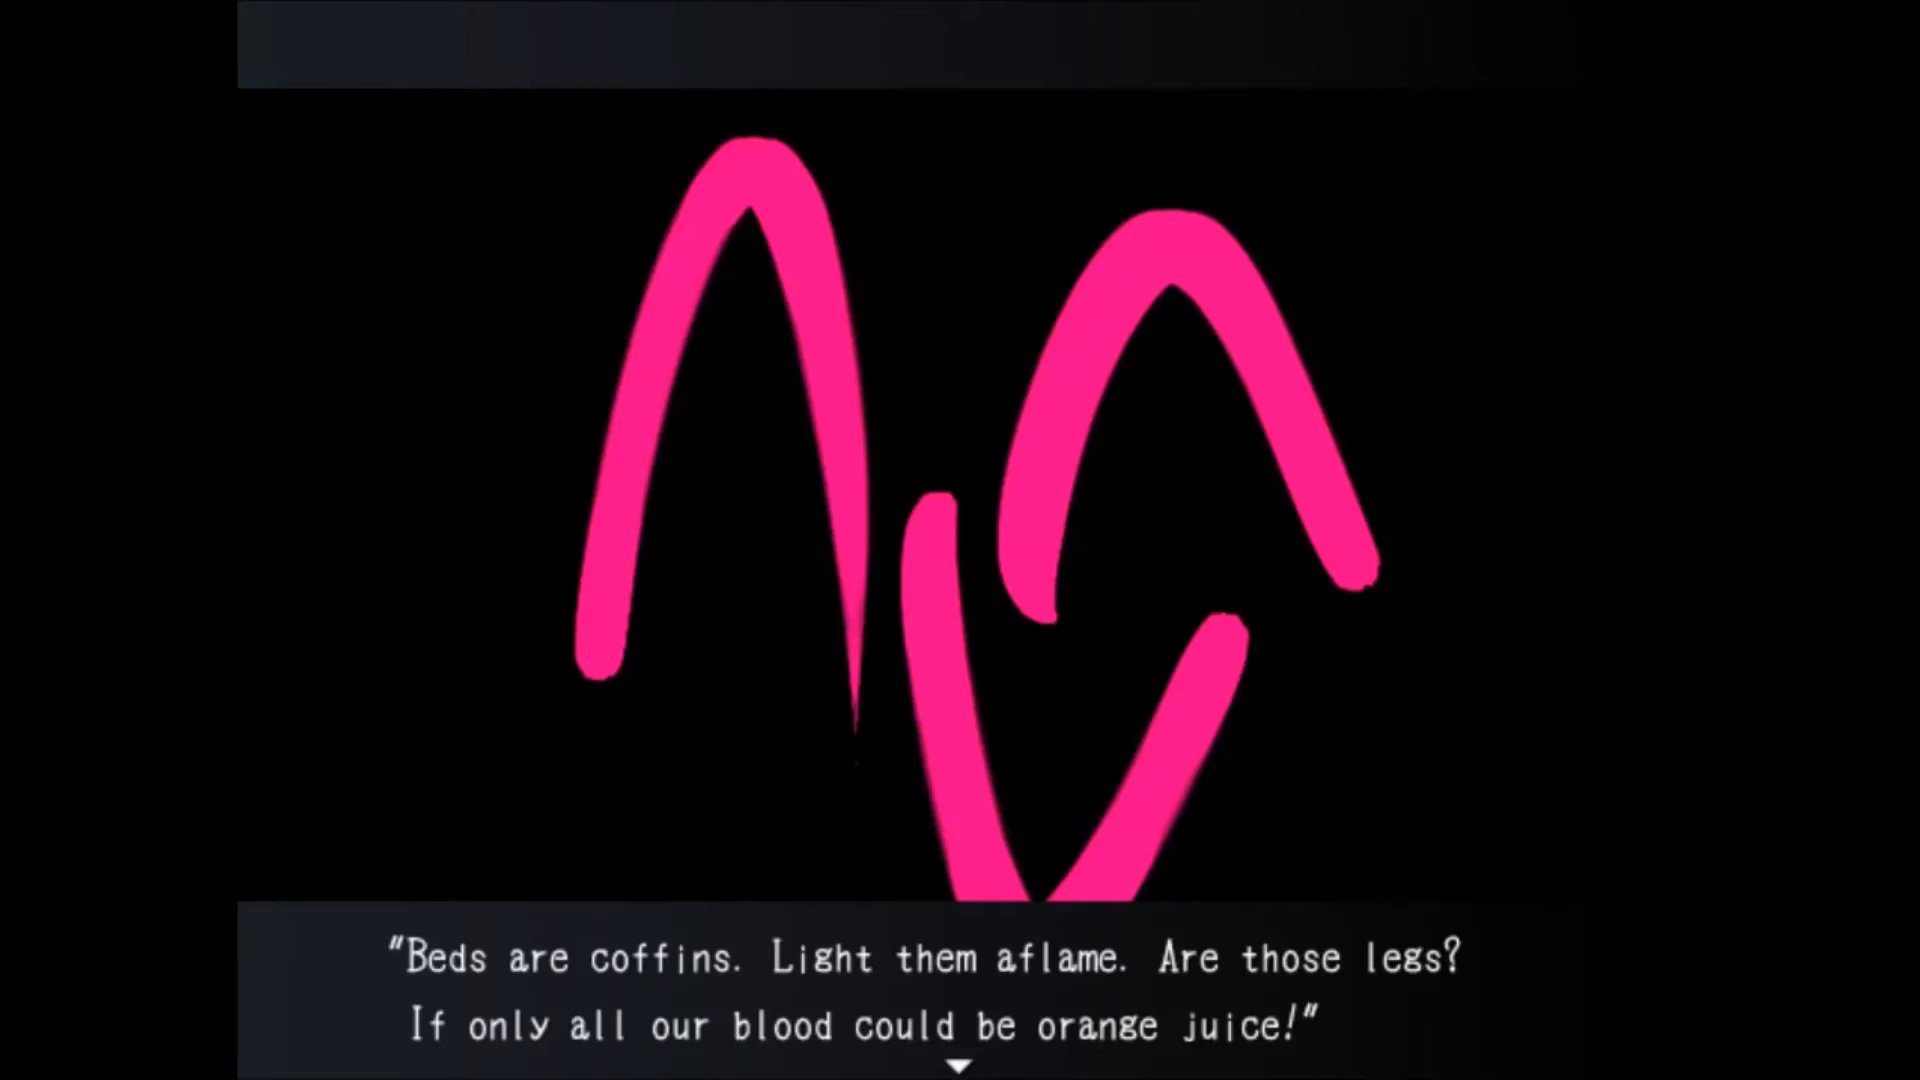 "Beds are coffins. Light them aflame. Are those legs?
If only all our blood could be orange juice!"